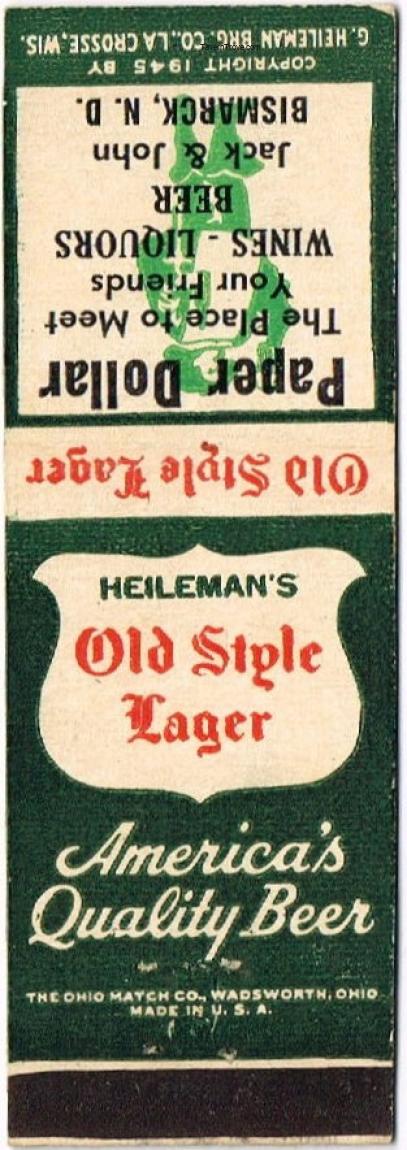 Paper Dollar
The Place to Meet
Your Friends
WINES - LIQUORS
BEER
Jack & John
BISMARCK, N. D.
COPYRIGHT 1945 BY
G. HEILEMAN BRG. CO., LA CROSSE, WIS.
Old Style Lager
HEILEMAN'S
Old Style
Lager
America's
Quality Beer
THE OHIO MATCH CO., WADSWORTH, OHIO
MADE IN U. S. A.